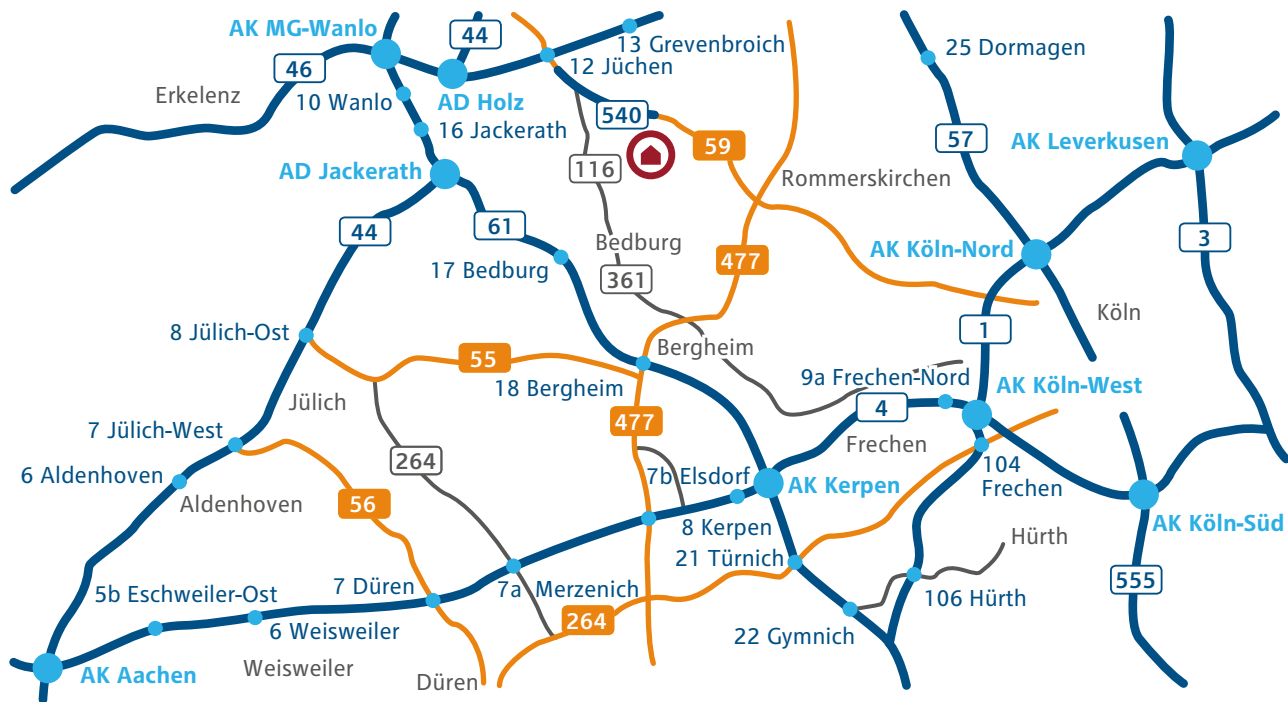 AK MG-Wanlo
44
13 Grevenbroich
25 Dormagen
46
12 Jüchen
Erkelenz
10 Wanlo
AD Holz
540
16 Jackerath
59
57
AK Leverkusen
AD Jackerath
116
Rommerskirchen
44
61
Bedburg
AK Köln-Nord
3
17 Bedburg
477
361
Köln
8 Jülich-Ost
1
55
Bergheim
18 Bergheim
9a Frechen-Nord
AK Köln-West
Jülich
4
7 Jülich-West
477
Frechen
264
6 Aldenhoven
7b Elsdorf
104
Frechen
Aldenhoven
56
AK Kerpen
8 Kerpen
AK Köln-Süd
Hürth
21 Türnich
555
5b Eschweiler-Ost
7 Düren
7a Merzenich
106 Hürth
6 Weisweiler
264
22 Gymnich
Weisweiler
AK Aachen
Düren